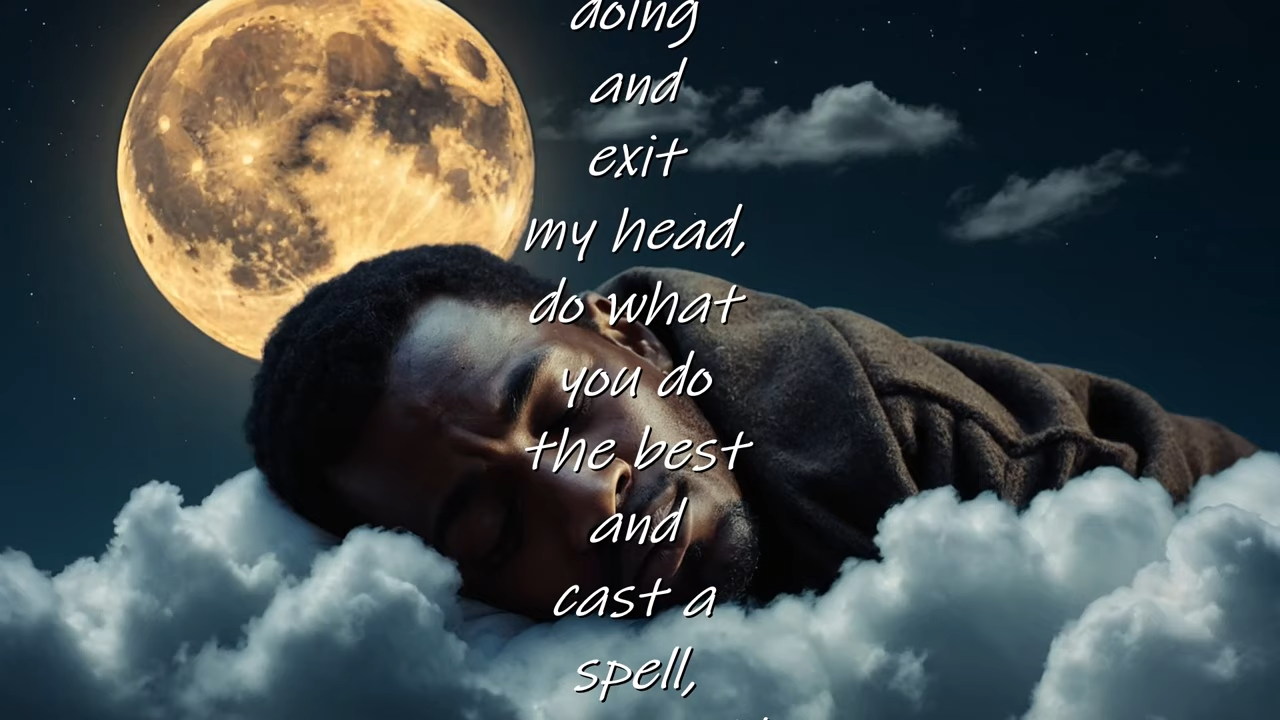 doing
and
exit
my head,
do what
you do
the best
and
cast a
spell,